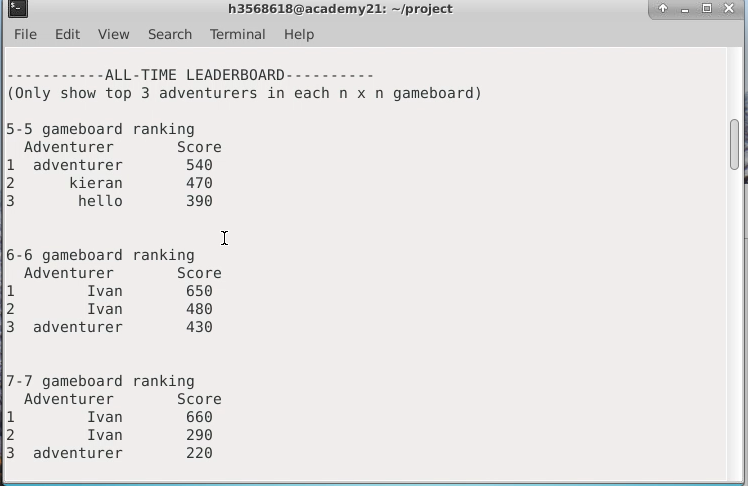 h3568618@academy21: ~/project
File Edit View Search Terminal Help
-----------ALL-TIME LEADERBOARD----------
(Only show top 3 adventurers in each n x n gameboard)
5-5 gameboard ranking
Adventurer Score
1 adventurer 540
2 kieran 470
3 hello 390
6-6 gameboard ranking
Adventurer Score
1 Ivan 650
2 Ivan 480
3 adventurer 430
7-7 gameboard ranking
Adventurer Score
1 Ivan 660
2 Ivan 290
3 adventurer 220